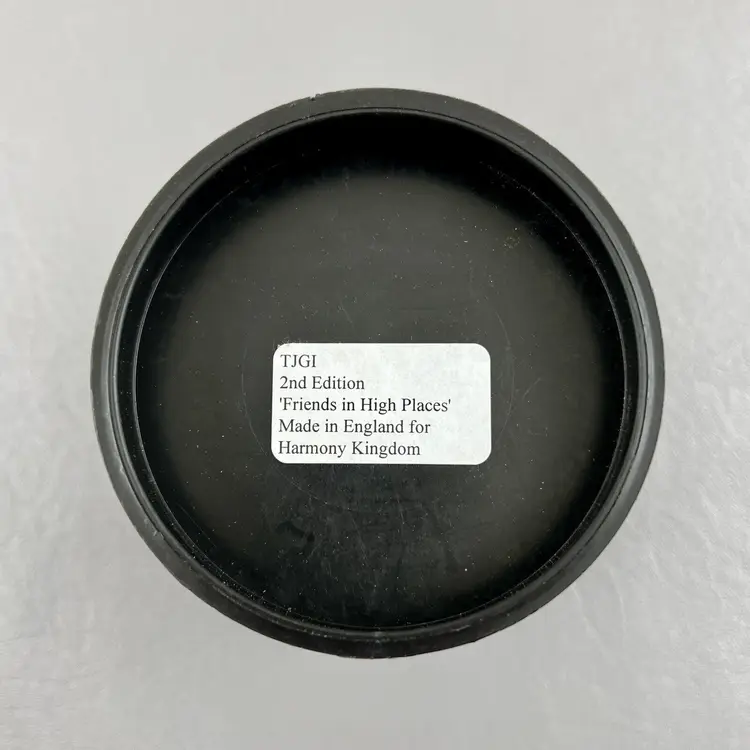 TJGI
2nd Edition
'Friends in High Places'
Made in England for
Harmony Kingdom